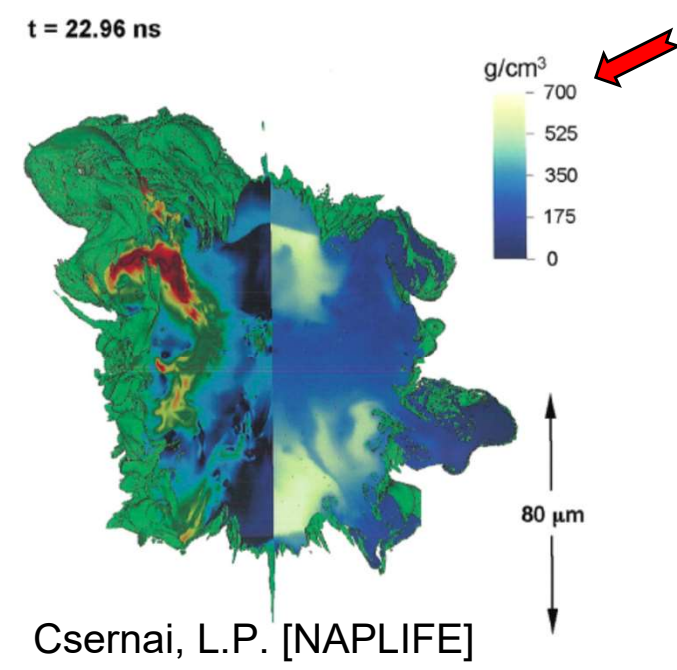 t = 22.96 ns
g/cm³
700
525
350
175
0
80 µm
Csernai, L.P. [NAPLIFE]